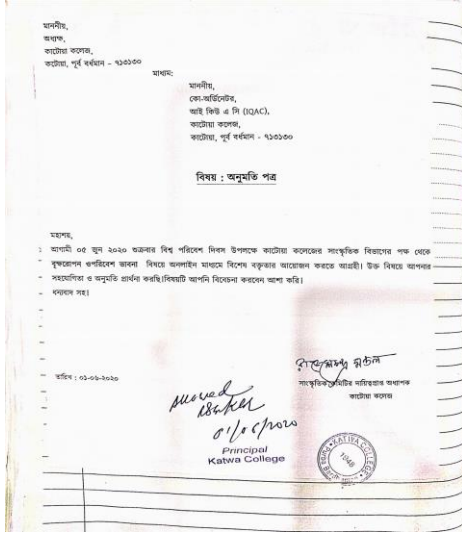 মাননীয়,
অধ্যক্ষ,
কাটোয়া কলেজ,
কাটোয়া, পূর্ব বর্ধমান - ৭১৩১৩০
মাধ্যম:
মাননীয়,
কো-অর্ডিনেটর,
আই কিউ এ সি (IQAC),
কাটোয়া কলেজ,
কাটোয়া, পূর্ব বর্ধমান - ৭১৩১৩০
বিষয় : অনুমতি পত্র
মহাশয়,
আগামী ০৫ জুন ২০২০ শুক্রবার বিশ্ব পরিবেশ দিবস উপলক্ষে কাটোয়া কলেজের সাংস্কৃতিক বিভাগের পক্ষ থেকে
বৃক্ষরোপন ওপরিবেশ ভাবনা বিষয়ে অনলাইন মাধ্যমে বিশেষ বক্তৃতার আয়োজন করতে আগ্রহী। উক্ত বিষয়ে আপনার
সহযোগিতা ও অনুমতি প্রার্থনা করছি।বিষয়টি আপনি বিবেচনা করবেন আশা করি।
ধন্যবাদ সহ।
তারিখ : ০১-০৬-২০২০
সাংস্কৃতিক কমিটির দায়িত্বপ্রাপ্ত অধ্যাপক
কাটোয়া কলেজ
01/06/2020
Principal
Katwa College
KATWA COLLEGE
1948